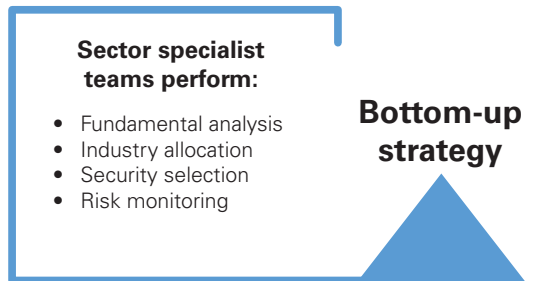 Sector specialist
teams perform:
• Fundamental analysis
• Industry allocation
• Security selection
• Risk monitoring
Bottom-up
strategy